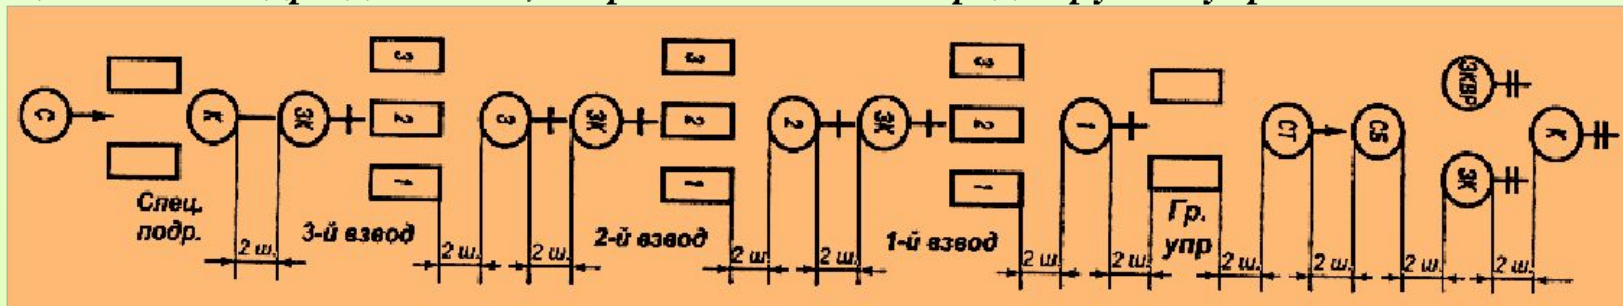 3
3
3
ЗКВР
С
К
ЗК
2
3
ЗК
2
2
ЗК
2
1
СТ
СБ
К
1
1
1
ЗК
Спец.
подр.
3-й взвод
2-й взвод
1-й взвод
Гр.
упр
2 ш.
2 ш.
2 ш.
2 ш.
2 ш.
2 ш.
2 ш.
2 ш.
2 ш.
2 ш.
2 ш.